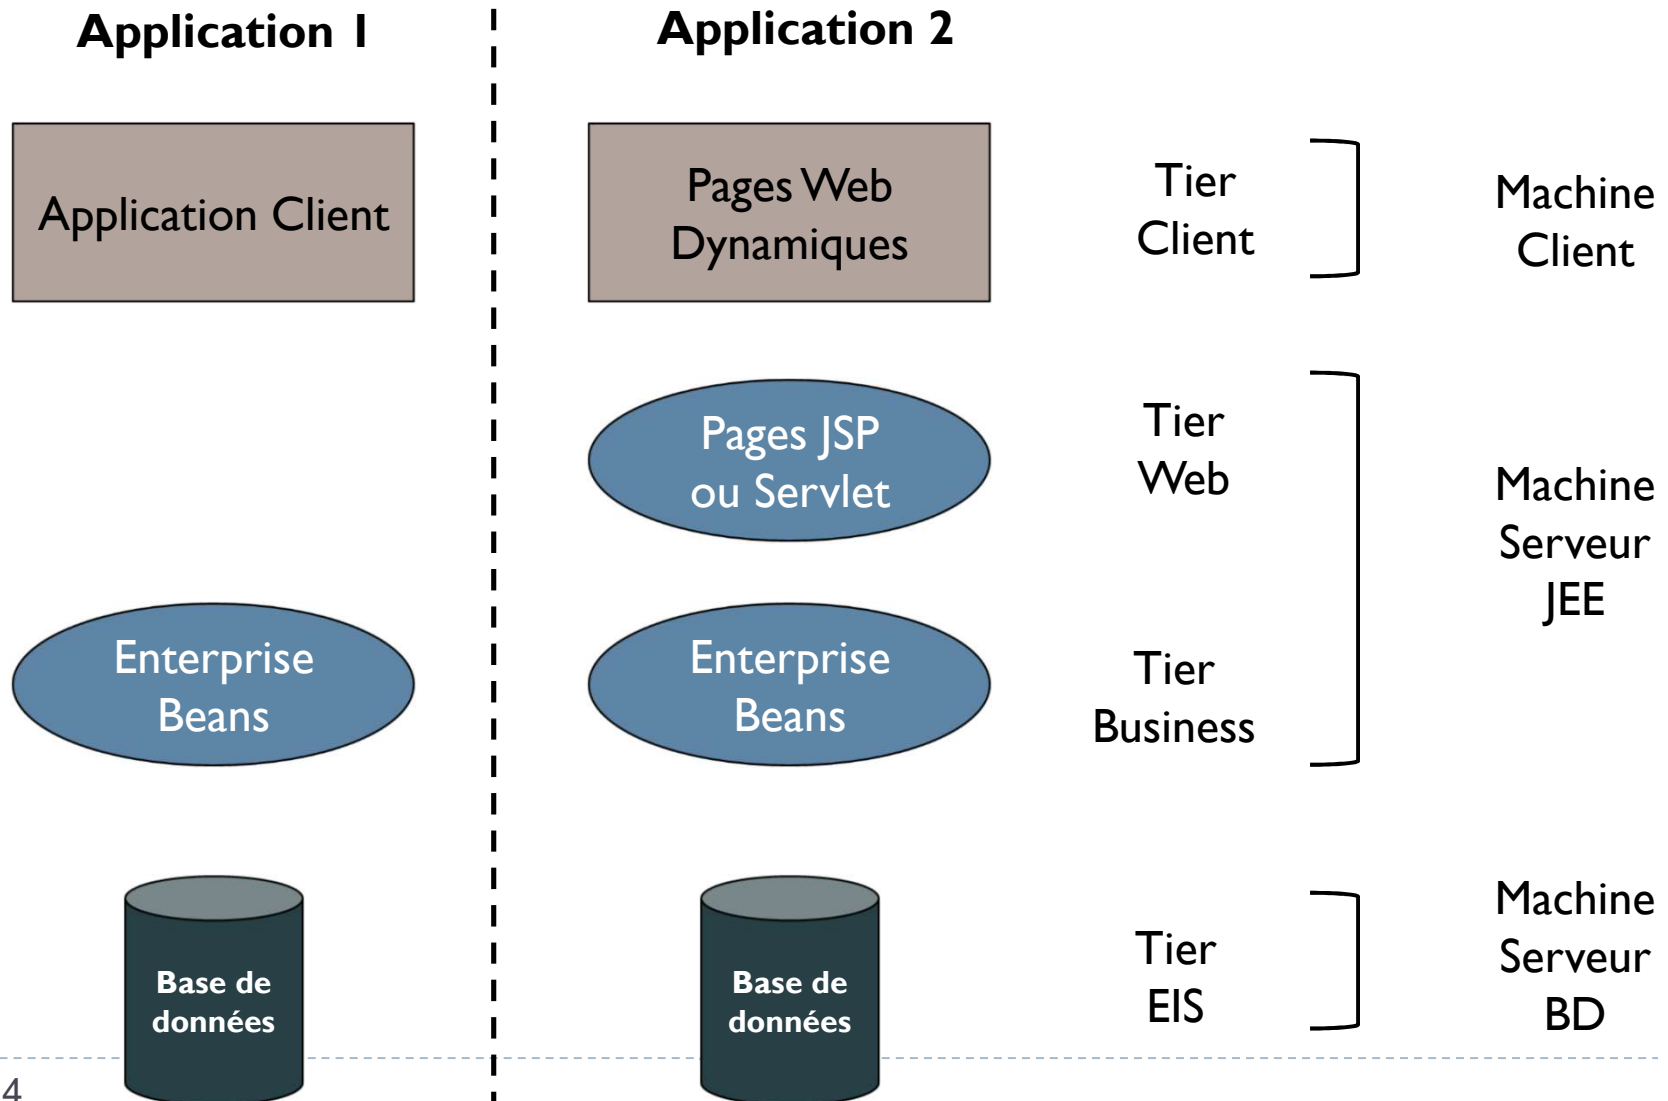 Application 1
Application 2
Application Client
Pages Web
Dynamiques
Tier
Client
Machine
Client
Pages JSP
ou Servlet
Tier
Web
Machine
Serveur
JEE
Enterprise
Beans
Enterprise
Beans
Tier
Business
Base de
données
Base de
données
Tier
EIS
Machine
Serveur
BD
4